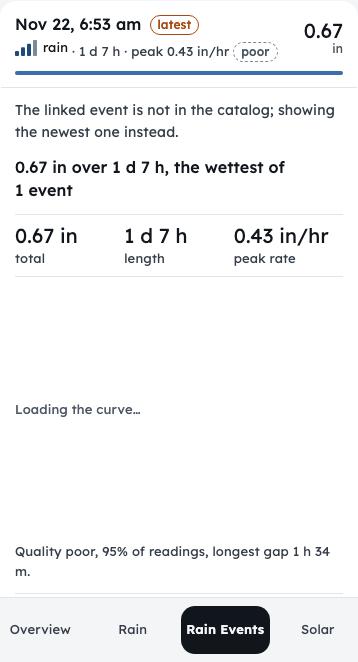 Nov 22, 6:53 am latest 0.67
rain · 1 d 7 h · peak 0.43 in/hr poor in
The linked event is not in the catalog; showing
the newest one instead.
0.67 in over 1 d 7 h, the wettest of
1 event
0.67 in 1 d 7 h 0.43 in/hr
total length peak rate
Loading the curve…
Quality poor, 95% of readings, longest gap 1 h 34
m.
Overview Rain Rain Events Solar